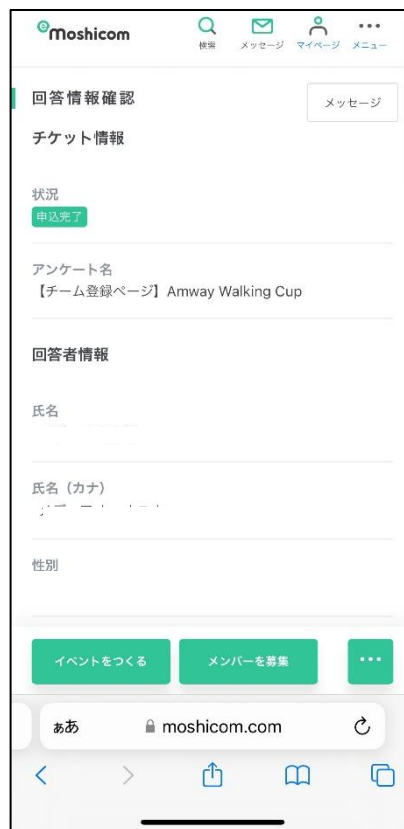 moshicom
検索
メッセージ
マイページ
メニュー
回答情報確認
メッセージ
チケット情報
状況
申込完了
アンケート名
【チーム登録ページ】Amway Walking Cup
回答者情報
氏名
氏名（カナ）
性別
イベントをつくる
メンバーを募集
ぁあ
moshicom.com